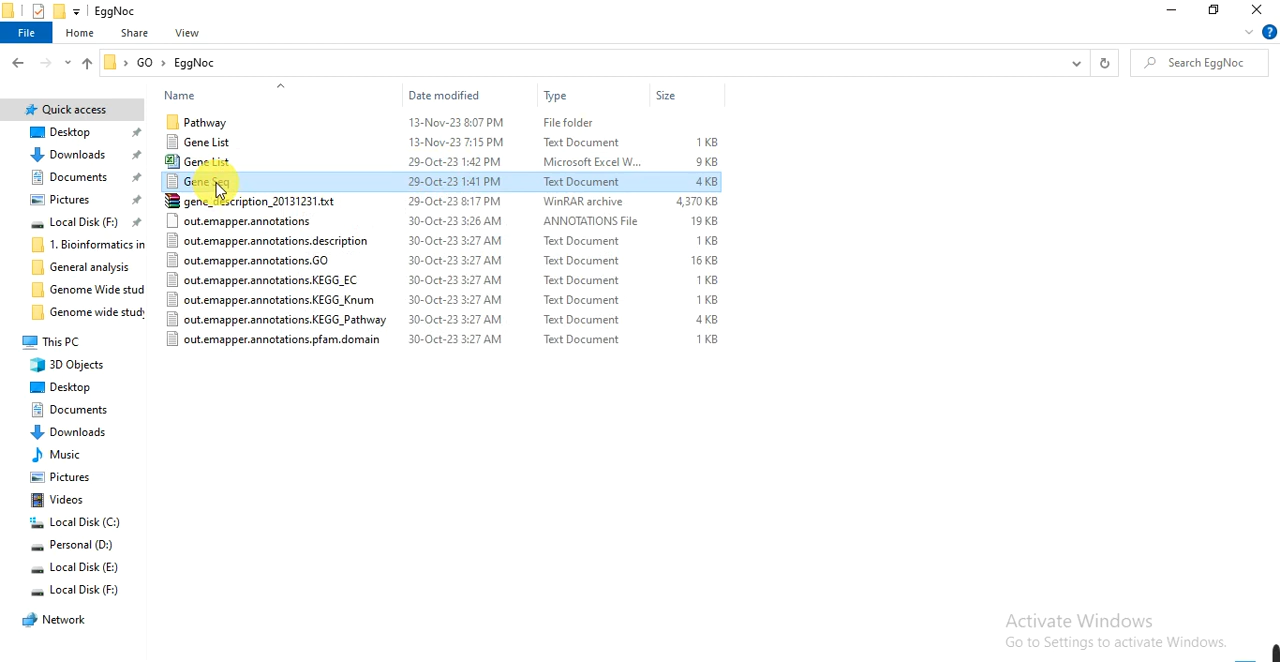 EggNoc
File Home Share View
GO › EggNoc
Search EggNoc
Name Date modified Type Size
Quick access
Desktop
Downloads
Documents
Pictures
Local Disk (F:)
1. Bioinformatics in
General analysis
Genome Wide stud
Genome wide study
This PC
3D Objects
Desktop
Documents
Downloads
Music
Pictures
Videos
Local Disk (C:)
Personal (D:)
Local Disk (E:)
Local Disk (F:)
Network
Pathway 13-Nov-23 8:07 PM File folder
Gene List 13-Nov-23 7:15 PM Text Document 1 KB
Gene List 29-Oct-23 1:42 PM Microsoft Excel W... 9 KB
Gene Seq 29-Oct-23 1:41 PM Text Document 4 KB
gene_description_20131231.txt 29-Oct-23 8:17 PM WinRAR archive 4,370 KB
out.emapper.annotations 30-Oct-23 3:26 AM ANNOTATIONS File 19 KB
out.emapper.annotations.description 30-Oct-23 3:27 AM Text Document 1 KB
out.emapper.annotations.GO 30-Oct-23 3:27 AM Text Document 16 KB
out.emapper.annotations.KEGG_EC 30-Oct-23 3:27 AM Text Document 1 KB
out.emapper.annotations.KEGG_Knum 30-Oct-23 3:27 AM Text Document 1 KB
out.emapper.annotations.KEGG_Pathway 30-Oct-23 3:27 AM Text Document 4 KB
out.emapper.annotations.pfam.domain 30-Oct-23 3:27 AM Text Document 1 KB
Activate Windows
Go to Settings to activate Windows.